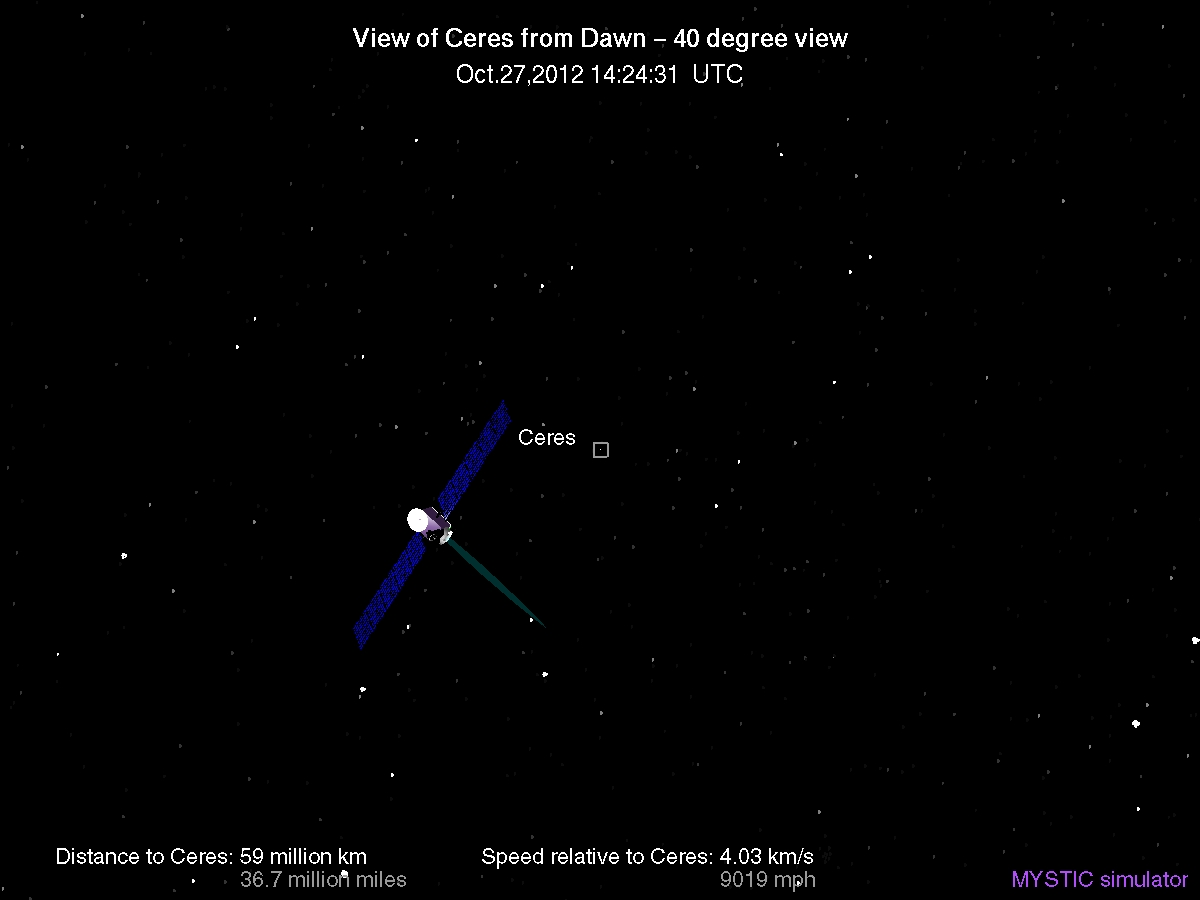 View of Ceres from Dawn – 40 degree view
Oct.27,2012 14:24:31 UTC
Ceres
Distance to Ceres: 59 million km
36.7 million miles
Speed relative to Ceres: 4.03 km/s
9019 mph
MYSTIC simulator